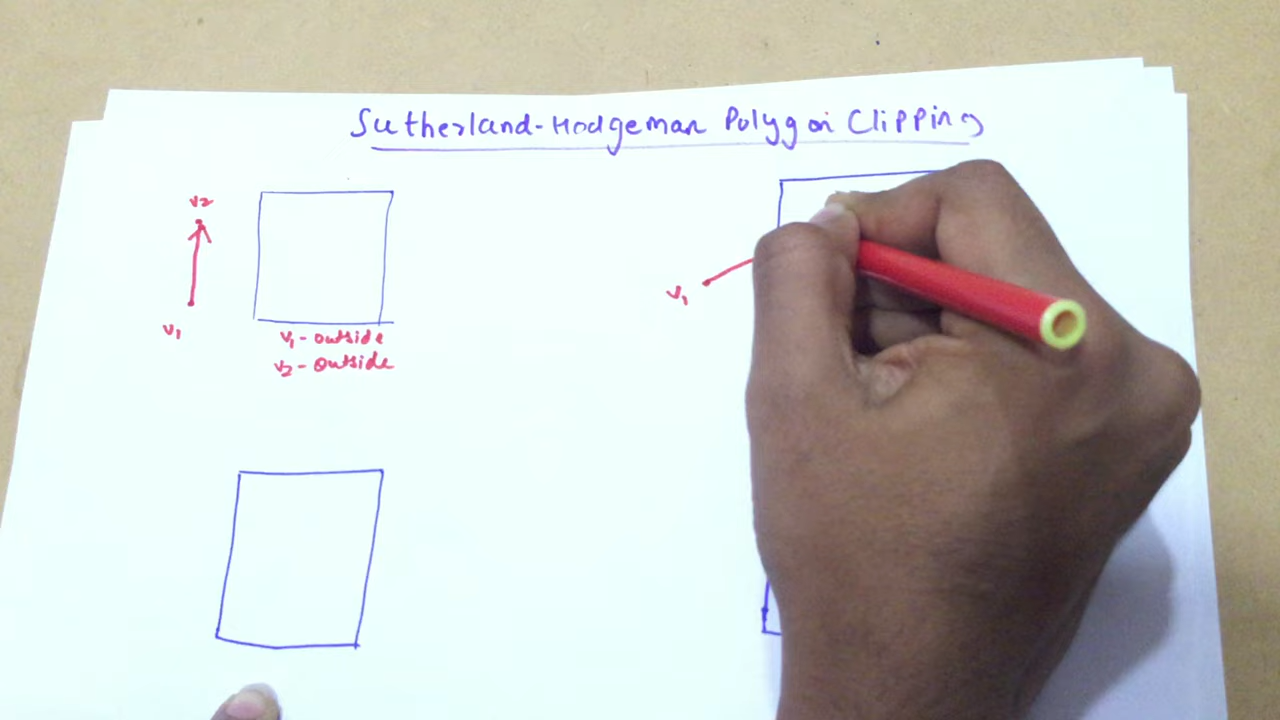 Sutherland-Hodgeman Polygon Clipping
v2
v1
v1 - outside
v2 - outside
v1